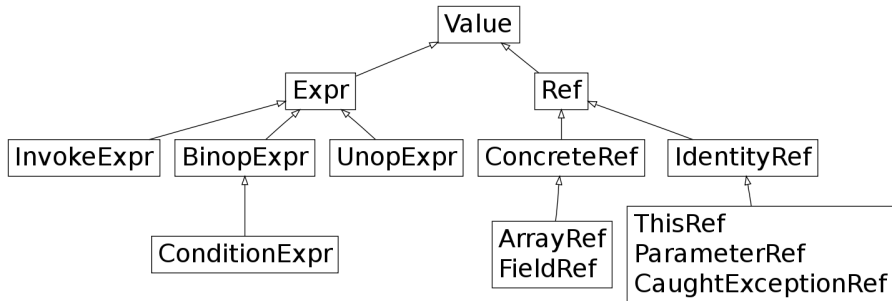 Value
Expr
Ref
InvokeExpr
BinopExpr
UnopExpr
ConcreteRef
IdentityRef
ConditionExpr
ArrayRef
FieldRef
ThisRef
ParameterRef
CaughtExceptionRef